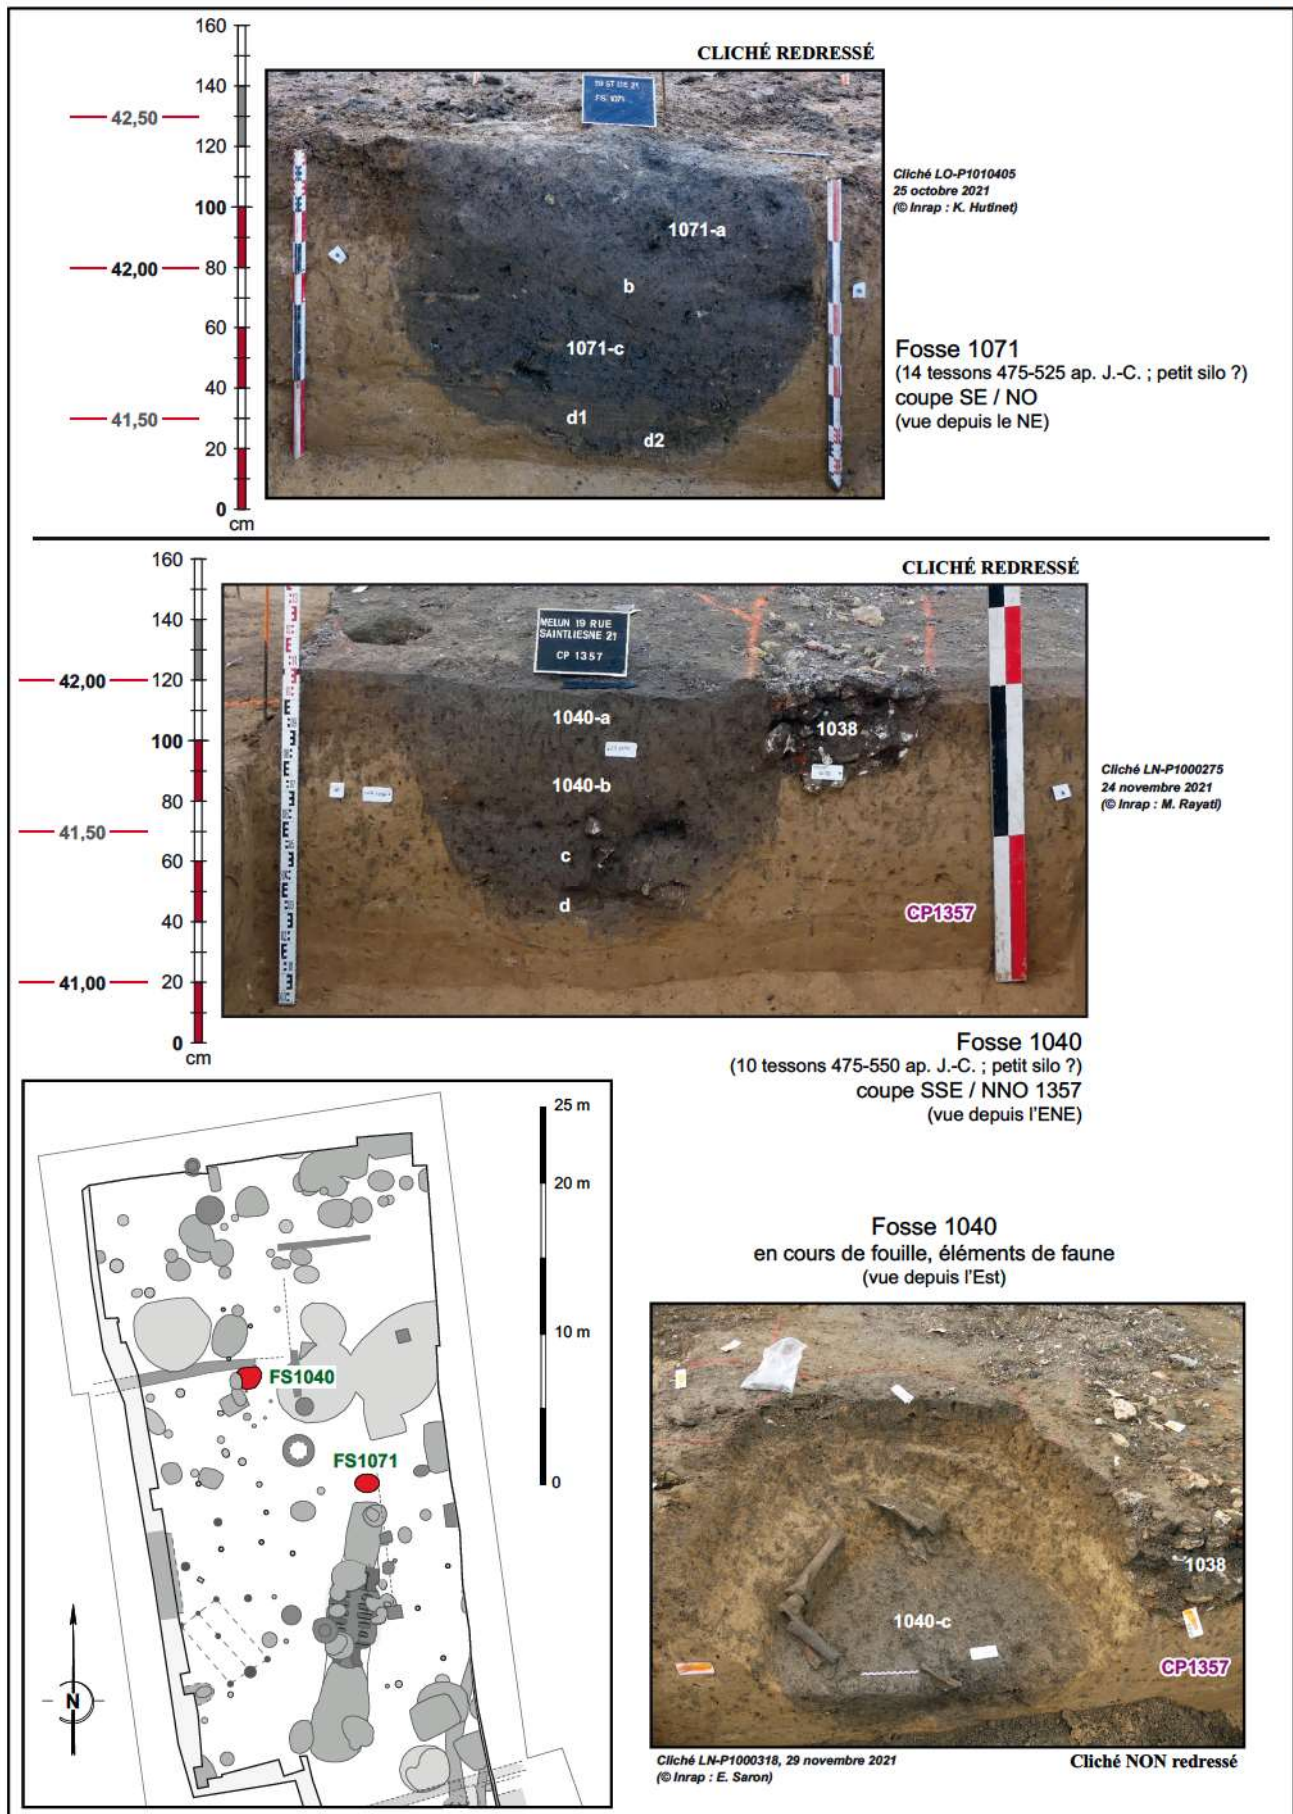 160
CLICHÉ REDRESSÉ
140
42,50
120
100
42,00
80
60
40
41,50
20
0
cm
19 ST LIE 21
FS 1071
1071-a
b
1071-c
d1
d2
Cliché LO-P1010405
25 octobre 2021
(© Inrap : K. Hutinet)
Fosse 1071
(14 tessons 475-525 ap. J.-C. ; petit silo ?)
coupe SE / NO
(vue depuis le NE)
160
CLICHÉ REDRESSÉ
140
42,00
120
100
80
41,50
60
40
41,00
20
0
cm
MELUN 19 RUE
SAINTLIESNE 21
CP 1357
1040-a
1038
1040-b
c
d
CP1357
Cliché LN-P1000275
24 novembre 2021
(© Inrap : M. Rayati)
Fosse 1040
(10 tessons 475-550 ap. J.-C. ; petit silo ?)
coupe SSE / NNO 1357
(vue depuis l'ENE)
25 m
20 m
10 m
0
FS1040
FS1071
N
Fosse 1040
en cours de fouille, éléments de faune
(vue depuis l'Est)
1038
1040-c
CP1357
Cliché LN-P1000318, 29 novembre 2021
(© Inrap : E. Saron)
Cliché NON redressé